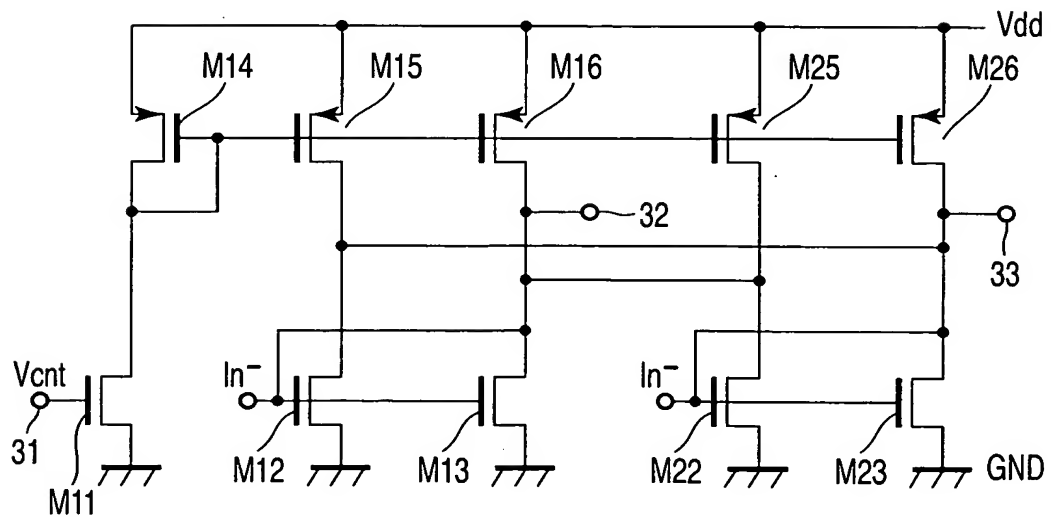 Vdd
M14
M15
M16
M25
M26
32
33
Vcnt
In⁻
In⁻
31
M11
M12
M13
M22
M23
GND